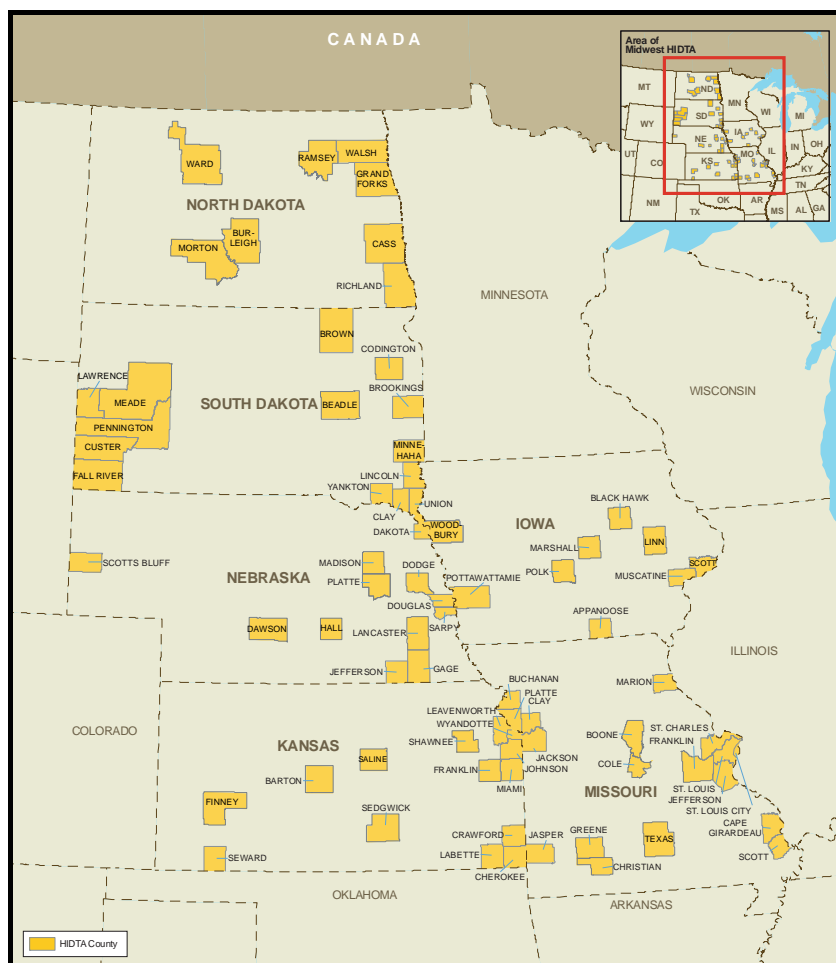 CANADA
Area of
Midwest HIDTA
MT
ND
MN
WI
MI
SD
WY
IA
NE
IL
IN
OH
UT
CO
KS
MO
KY
TN
NM
TX
OK
AR
MS
AL
GA
WARD
RAMSEY
WALSH
GRAND
FORKS
NORTH DAKOTA
BUR-
LEIGH
MORTON
CASS
RICHLAND
MINNESOTA
BROWN
CODINGTON
LAWRENCE
BROOKINGS
WISCONSIN
MEADE
SOUTH DAKOTA
BEADLE
PENNINGTON
CUSTER
MINNE-
HAHA
FALL RIVER
LINCOLN
YANKTON
UNION
CLAY
BLACK HAWK
DAKOTA
WOOD-
BURY
IOWA
LINN
MARSHALL
SCOTTS BLUFF
MADISON
DODGE
SCOTT
NEBRASKA
PLATTE
POTTAWATTAMIE
POLK
MUSCATINE
DOUGLAS
SARPY
APPANOOSE
DAWSON
HALL
LANCASTER
ILLINOIS
JEFFERSON
GAGE
BUCHANAN
MARION
PLATTE
CLAY
LEAVENWORTH
WYANDOTTE
COLORADO
KANSAS
SHAWNEE
BOONE
ST. CHARLES
FRANKLIN
SALINE
JACKSON
COLE
BARTON
FRANKLIN
JOHNSON
MIAMI
MISSOURI
ST. LOUIS
JEFFERSON
ST. LOUIS CITY
FINNEY
SEDGWICK
CAPE
GIRARDEAU
CRAWFORD
JASPER
GREENE
TEXAS
SEWARD
LABETTE
SCOTT
CHEROKEE
CHRISTIAN
OKLAHOMA
ARKANSAS
HIDTA County